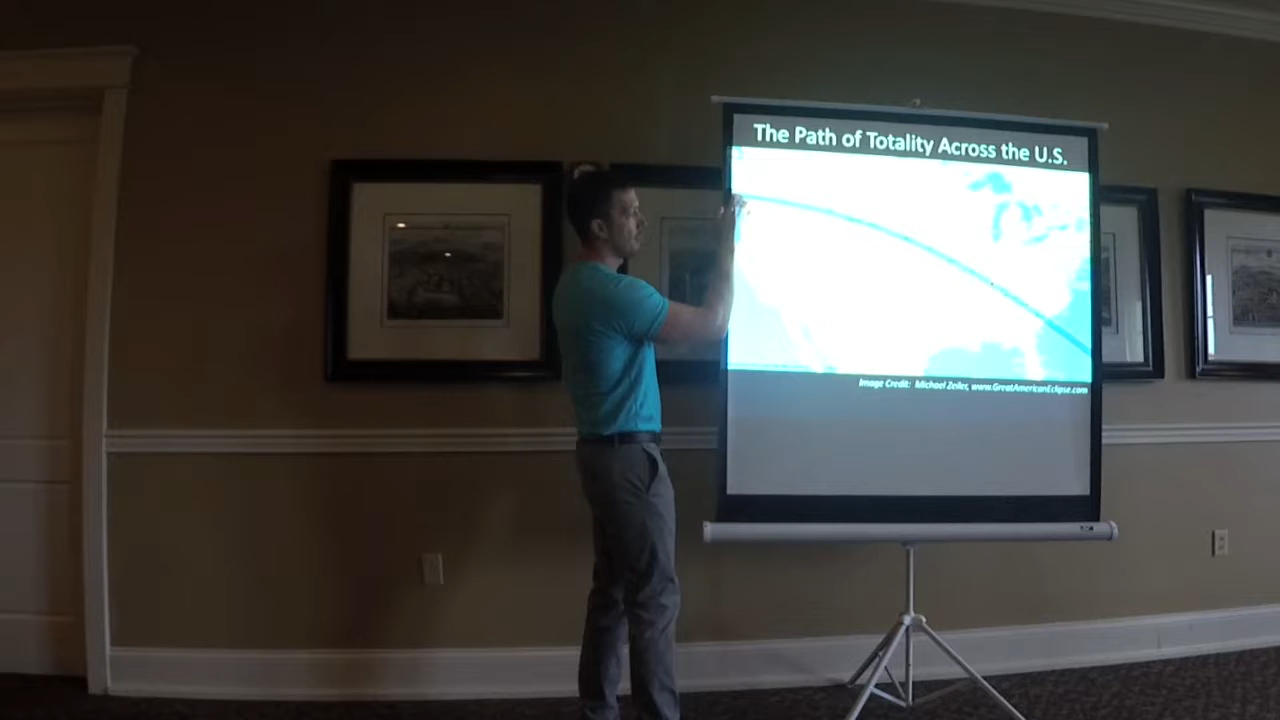 The Path of Totality Across the U.S.
Image Credit: Michael Zeiler, www.GreatAmericanEclipse.com